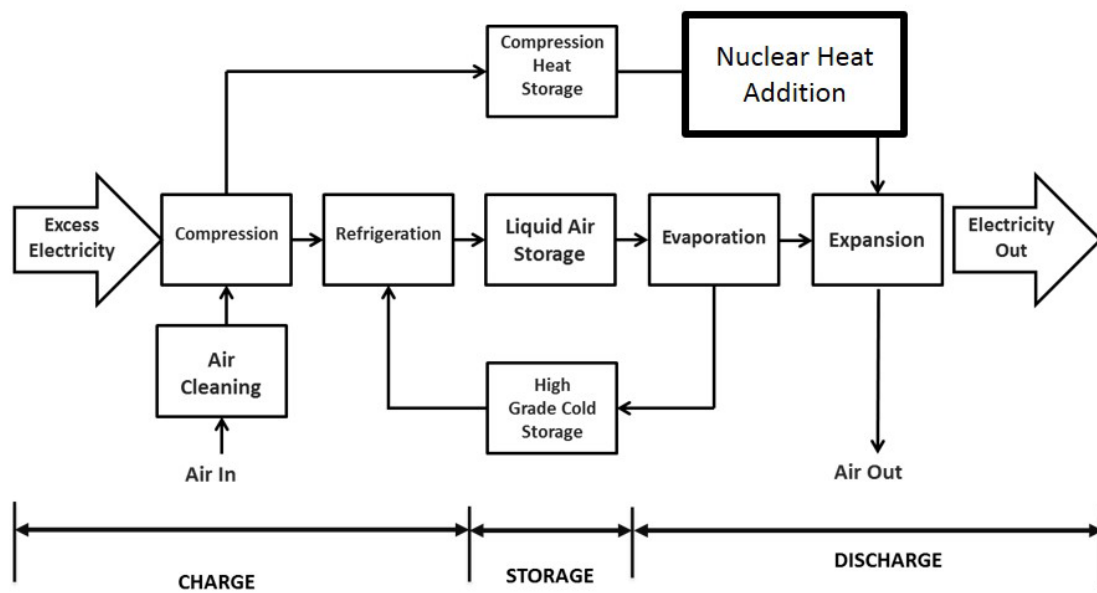 Compression
Heat
Storage
Nuclear Heat
Addition
Excess
Electricity
Compression
Refrigeration
Liquid Air
Storage
Evaporation
Expansion
Electricity
Out
Air
Cleaning
High
Grade Cold
Storage
Air In
Air Out
CHARGE
STORAGE
DISCHARGE